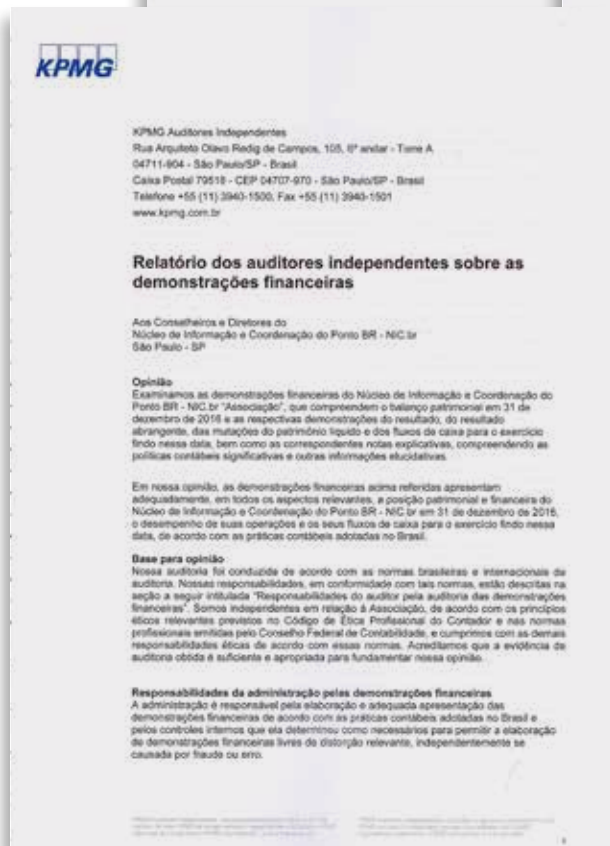 KPMG
KPMG Auditores Independentes
Rua Arquiteto Olavo Redig de Campos, 105, 6º andar - Torre A
04711-904 - São Paulo/SP - Brasil
Caixa Postal 79518 - CEP 04707-970 - São Paulo/SP - Brasil
Telefone +55 (11) 3940-1500, Fax +55 (11) 3940-1501
www.kpmg.com.br
Relatório dos auditores independentes sobre as
demonstrações financeiras
Aos Conselheiros e Diretores do
Núcleo de Informação e Coordenação do Ponto BR - NIC.br
São Paulo - SP
Opinião
Examinamos as demonstrações financeiras do Núcleo de Informação e Coordenação do
Ponto BR - NIC.br "Associação", que compreendem o balanço patrimonial em 31 de
dezembro de 2016 e as respectivas demonstrações do resultado, do resultado
abrangente, das mutações do patrimônio líquido e dos fluxos de caixa para o exercício
findo nessa data, bem como as correspondentes notas explicativas, compreendendo as
políticas contábeis significativas e outras informações elucidativas.
Em nossa opinião, as demonstrações financeiras acima referidas apresentam
adequadamente, em todos os aspectos relevantes, a posição patrimonial e financeira do
Núcleo de Informação e Coordenação do Ponto BR - NIC.br em 31 de dezembro de 2016,
o desempenho de suas operações e os seus fluxos de caixa para o exercício findo nessa
data, de acordo com as práticas contábeis adotadas no Brasil.
Base para opinião
Nossa auditoria foi conduzida de acordo com as normas brasileiras e internacionais de
auditoria. Nossas responsabilidades, em conformidade com tais normas, estão descritas na
seção a seguir intitulada "Responsabilidades do auditor pela auditoria das demonstrações
financeiras". Somos independentes em relação à Associação, de acordo com os princípios
éticos relevantes previstos no Código de Ética Profissional do Contador e nas normas
profissionais emitidas pelo Conselho Federal de Contabilidade, e cumprimos com as demais
responsabilidades éticas de acordo com essas normas. Acreditamos que a evidência de
auditoria obtida é suficiente e apropriada para fundamentar nossa opinião.
Responsabilidades da administração pelas demonstrações financeiras
A administração é responsável pela elaboração e adequada apresentação das
demonstrações financeiras de acordo com as práticas contábeis adotadas no Brasil e
pelos controles internos que ela determinou como necessários para permitir a elaboração
de demonstrações financeiras livres de distorção relevante, independentemente se
causada por fraude ou erro.